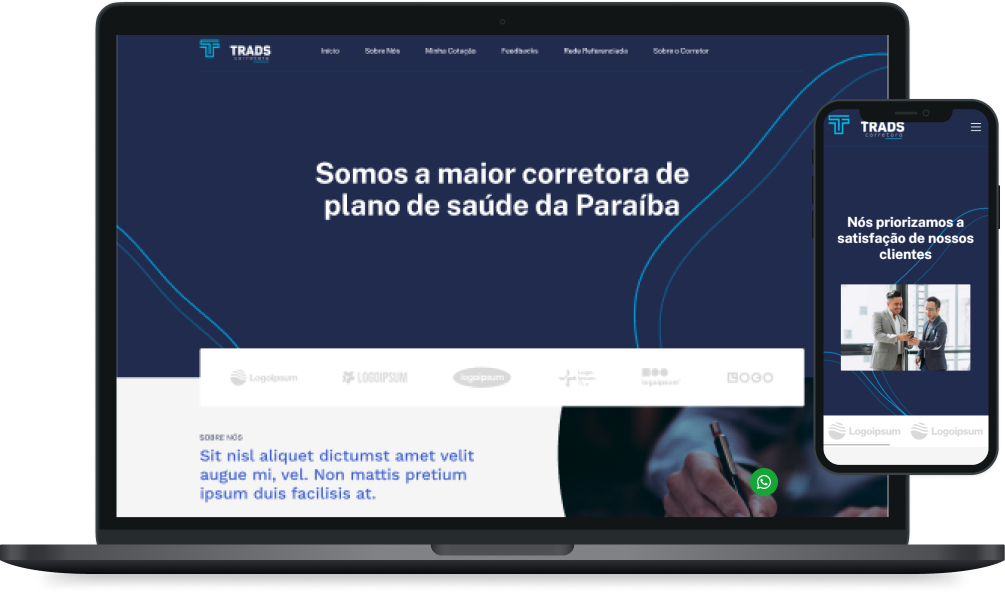 TRADS
corretora
Início
Sobre Nós
Minha Cotação
Feedbacks
Rede Referenciada
Sobre o Corretor
Somos a maior corretora de
plano de saúde da Paraíba
Logoipsum
LOGOIPSUM
logoipsum
Logo
Ipsum
logoipsum
LOGO
SOBRE NÓS
Sit nisl aliquet dictumst amet velit
augue mi, vel. Non mattis pretium
ipsum duis facilisis at.
TRADS
corretora
Nós priorizamos a
satisfação de nossos
clientes
Logoipsum
Logoipsum